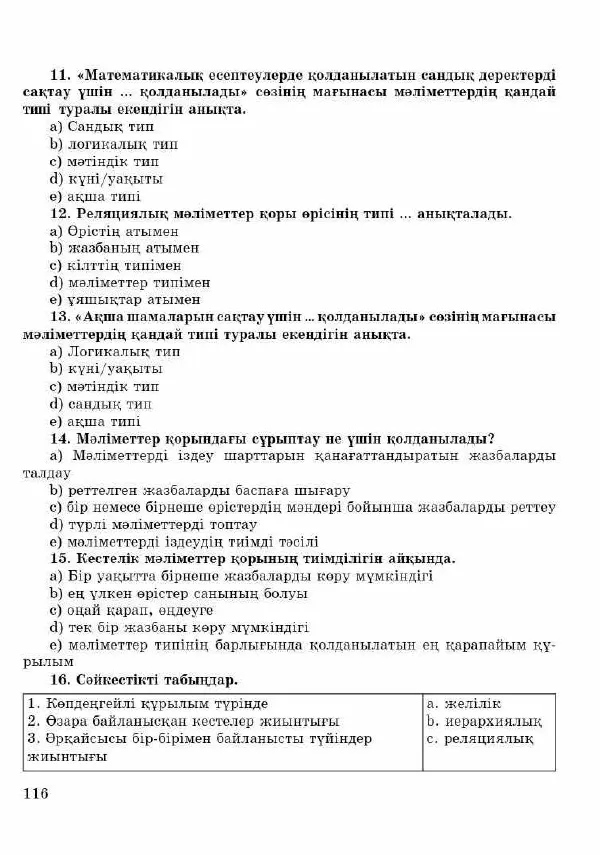 11. «Математикалық есептеулерде қолданылатын сандық деректерді
сақтау үшін ... қолданылады» сөзінің мағынасы мәліметтердің қандай
типі туралы екендігін анықта.
a) Сандық тип
b) логикалық тип
c) мәтіндік тип
d) күні/уақыты
e) ақша типі
12. Реляциялық мәліметтер қоры өрісінің типі ... анықталады.
a) Өрістің атымен
b) жазбаның атымен
c) кілттің типімен
d) мәліметтер типімен
e) ұяшықтар атымен
13. «Ақша шамаларын сақтау үшін ... қолданылады» сөзінің мағынасы
мәліметтердің қандай типі туралы екендігін анықта.
a) Логикалық тип
b) күні/уақыты
c) мәтіндік тип
d) сандық тип
e) ақша типі
14. Мәліметтер қорындағы сұрыптау не үшін қолданылады?
a) Мәліметтерді іздеу шарттарын қанағаттандыратын жазбаларды
талдау
b) реттелген жазбаларды баспаға шығару
c) бір немесе бірнеше өрістердің мәндері бойынша жазбаларды реттеу
d) түрлі мәліметтерді топтау
e) мәліметтерді іздеудің тиімді тәсілі
15. Кестелік мәліметтер қорының тиімділігін айқында.
a) Бір уақытта бірнеше жазбаларды көру мүмкіндігі
b) ең үлкен өрістер санының болуы
c) оңай қарап, өңдеуге
d) тек бір жазбаны көру мүмкіндігі
e) мәліметтер типінің барлығында қолданылатын ең қарапайым құ-
рылым
16. Сәйкестікті табыңдар.
1. Көпдеңгейлі құрылым түрінде
2. Өзара байланысқан кестелер жиынтығы
3. Әрқайсысы бір-бірімен байланысты түйіндер
жиынтығы
a. желілік
b. иерархиялық
c. реляциялық
116